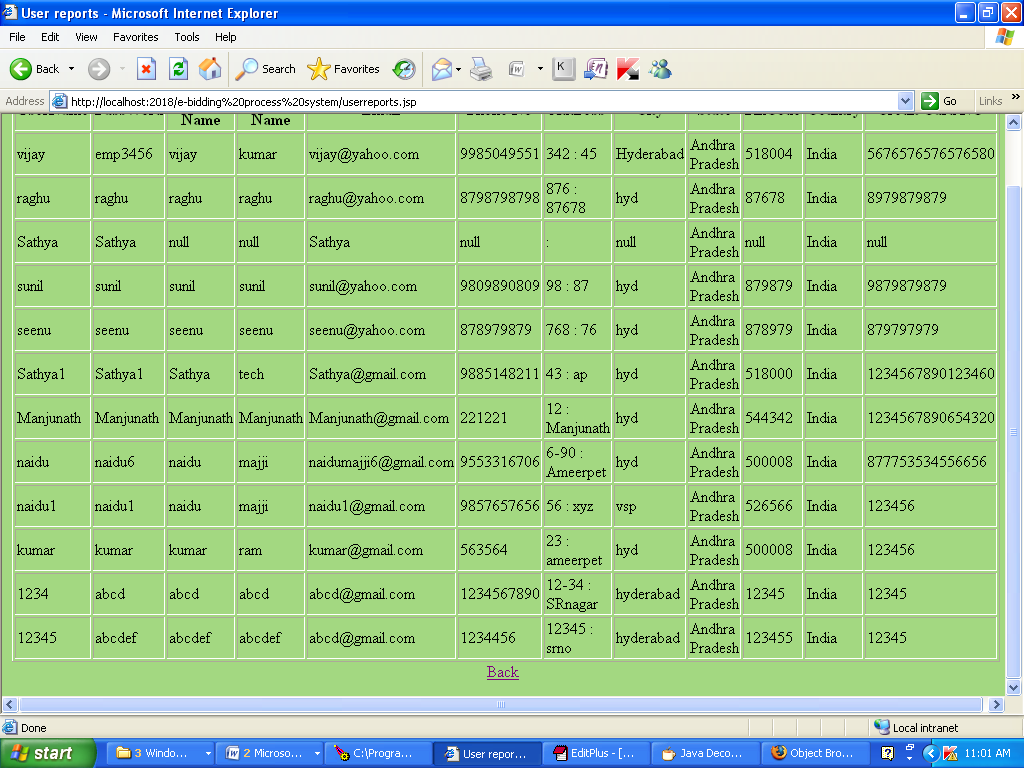 User reports - Microsoft Internet Explorer
File Edit View Favorites Tools Help
Back Search Favorites
Address http://localhost:2018/e-bidding%20process%20system/userreports.jsp Go Links »
Name Name
vijay emp3456 vijay kumar vijay@yahoo.com 9985049551 342 : 45 Hyderabad Andhra Pradesh 518004 India 5676576576576580
raghu raghu raghu raghu raghu@yahoo.com 8798798798 876 : 87678 hyd Andhra Pradesh 87678 India 8979879879
Sathya Sathya null null Sathya null : null Andhra Pradesh null India null
sunil sunil sunil sunil sunil@yahoo.com 9809890809 98 : 87 hyd Andhra Pradesh 879879 India 9879879879
seenu seenu seenu seenu seenu@yahoo.com 878979879 768 : 76 hyd Andhra Pradesh 878979 India 879797979
Sathya1 Sathya1 Sathya tech Sathya@gmail.com 9885148211 43 : ap hyd Andhra Pradesh 518000 India 1234567890123460
Manjunath Manjunath Manjunath Manjunath Manjunath@gmail.com 221221 12 : Manjunath hyd Andhra Pradesh 544342 India 1234567890654320
naidu naidu6 naidu majji naidumajji6@gmail.com 9553316706 6-90 : Ameerpet hyd Andhra Pradesh 500008 India 877753534556656
naidu1 naidu1 naidu majji naidu1@gmail.com 9857657656 56 : xyz vsp Andhra Pradesh 526566 India 123456
kumar kumar kumar ram kumar@gmail.com 563564 23 : ameerpet hyd Andhra Pradesh 500008 India 123456
1234 abcd abcd abcd abcd@gmail.com 1234567890 12-34 : SRnagar hyderabad Andhra Pradesh 12345 India 12345
12345 abcdef abcdef abcdef abcd@gmail.com 1234456 12345 : srno hyderabad Andhra Pradesh 123455 India 12345
Back
Done Local intranet
start 3 Windo... 2 Microso... C:\Progra... User repor... EditPlus - [... Java Deco... Object Bro... 11:01 AM